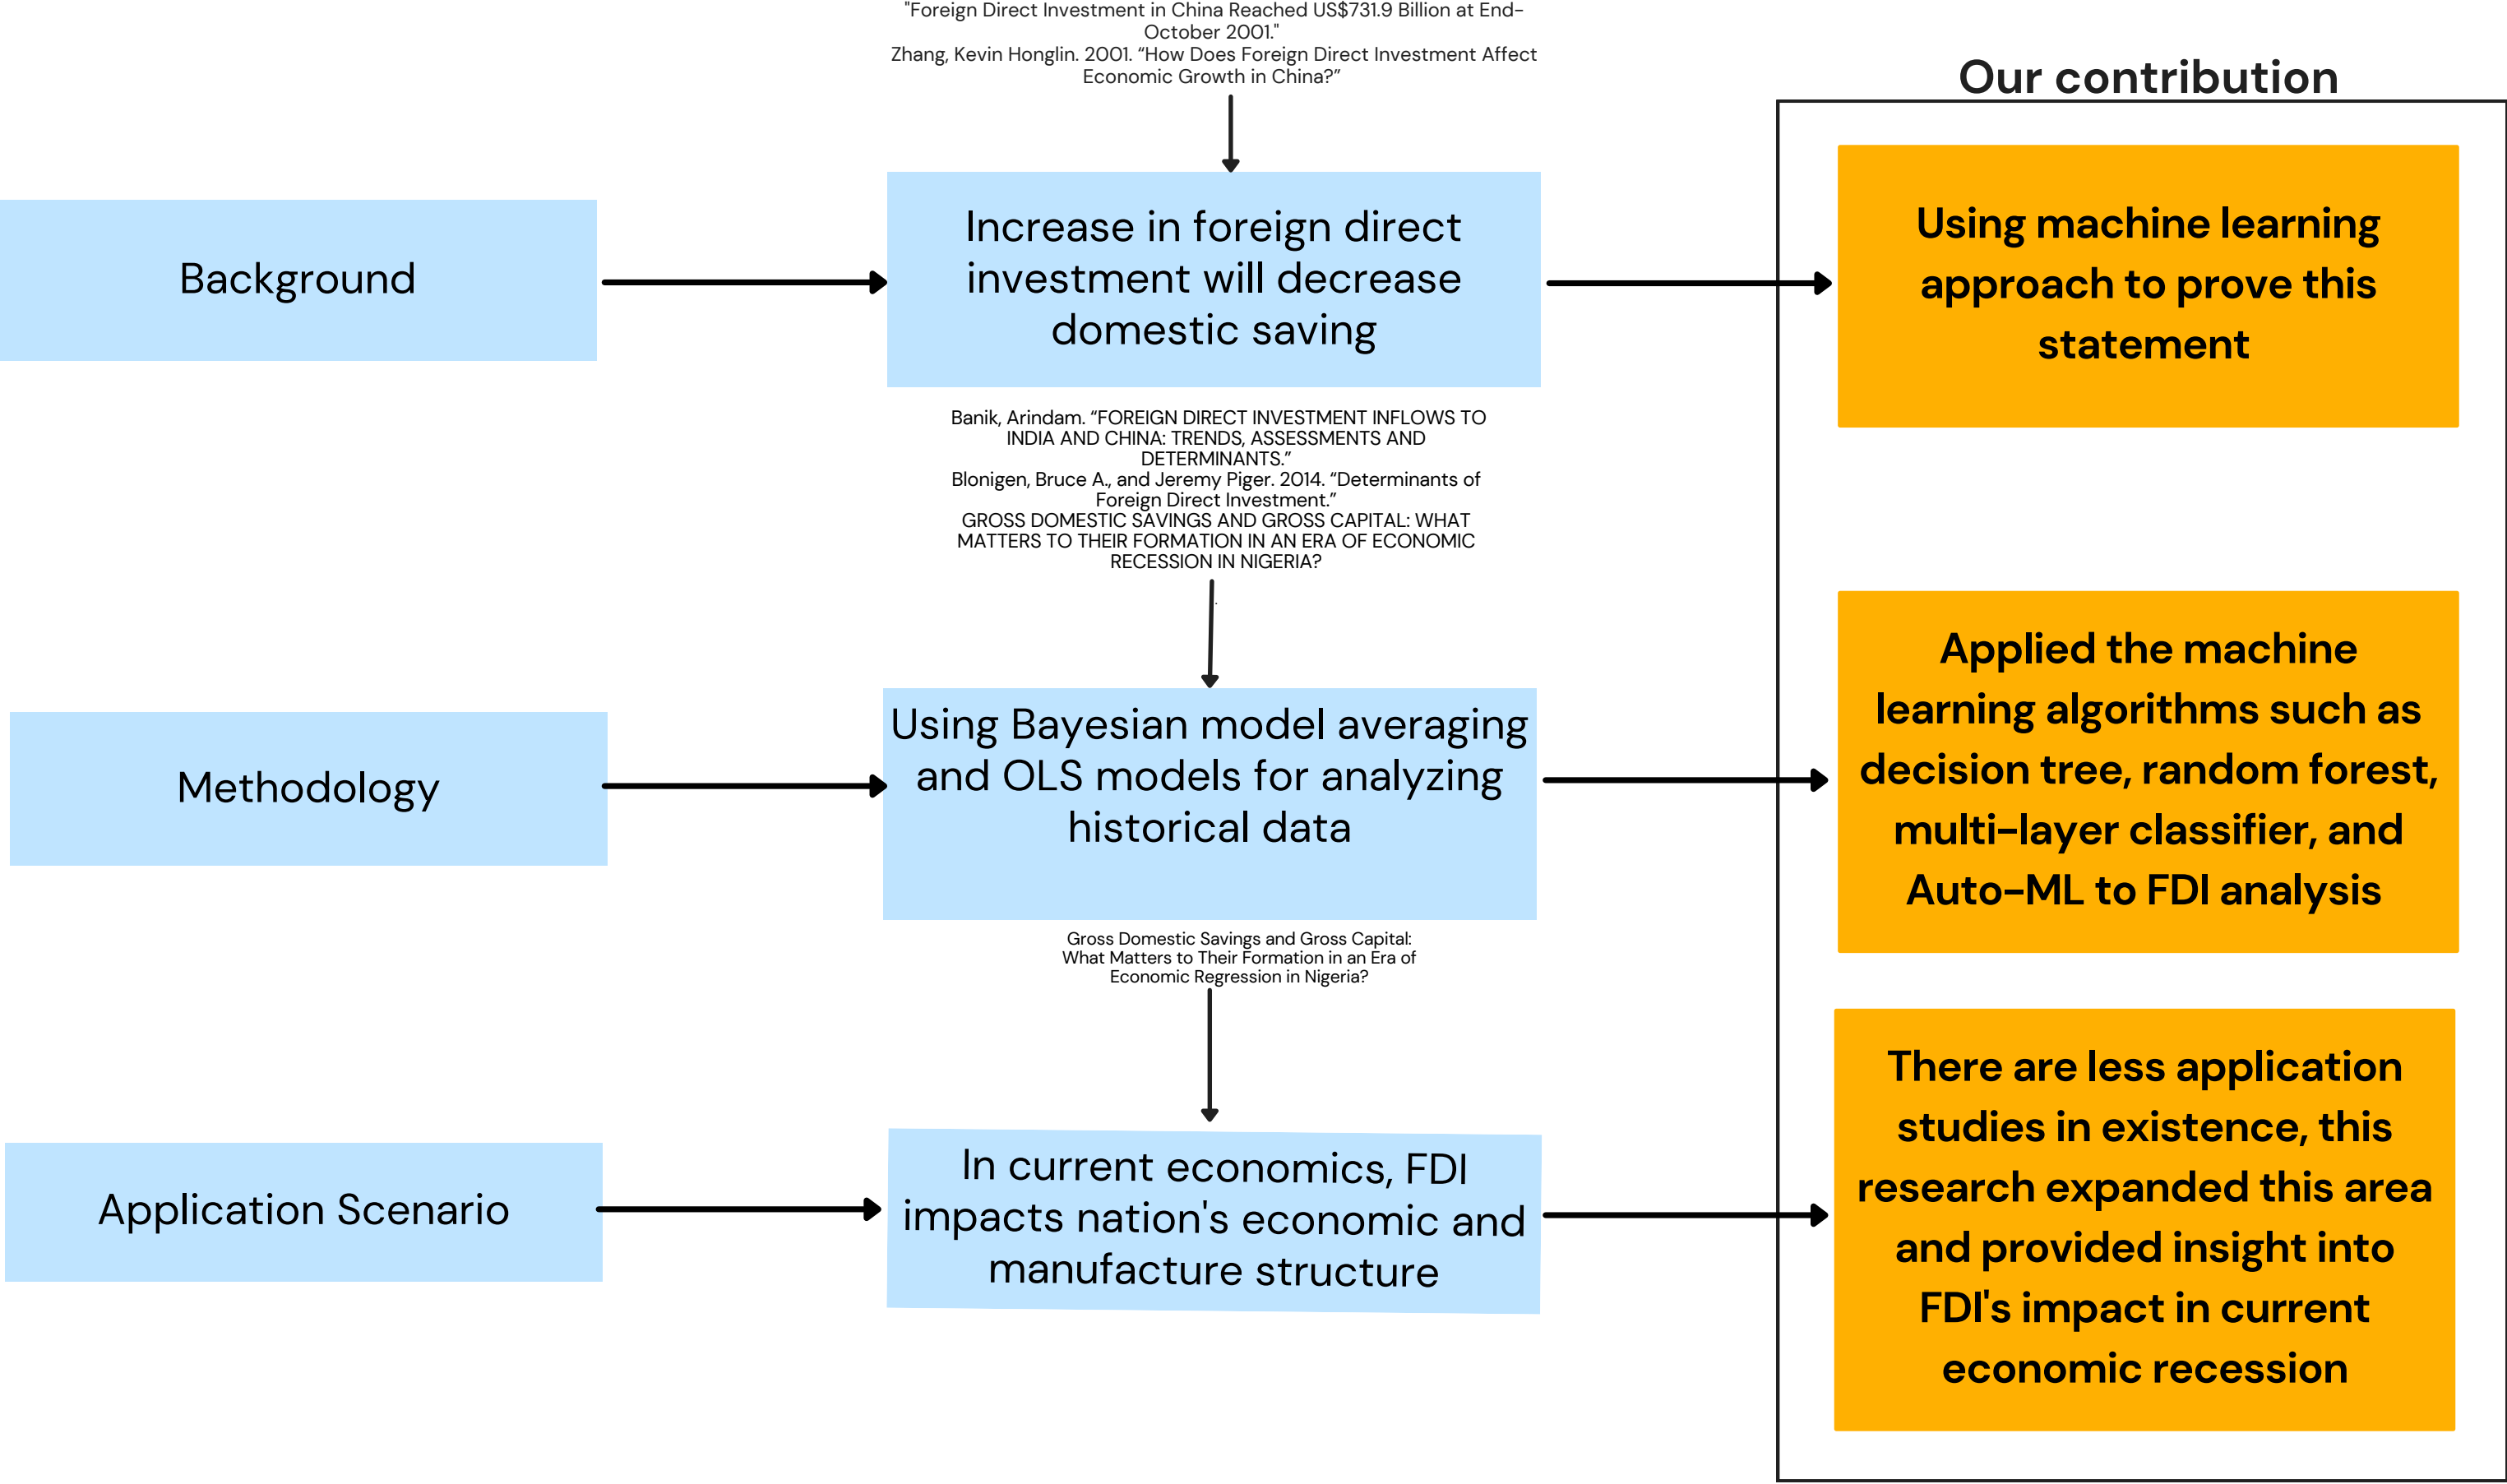 "Foreign Direct Investment in China Reached US$731.9 Billion at End-
October 2001."
Zhang, Kevin Honglin. 2001. “How Does Foreign Direct Investment Affect
Economic Growth in China?”
Our contribution
Background
Increase in foreign direct
investment will decrease
domestic saving
Using machine learning
approach to prove this
statement
Banik, Arindam. “FOREIGN DIRECT INVESTMENT INFLOWS TO
INDIA AND CHINA: TRENDS, ASSESSMENTS AND
DETERMINANTS.”
Blonigen, Bruce A., and Jeremy Piger. 2014. “Determinants of
Foreign Direct Investment.”
GROSS DOMESTIC SAVINGS AND GROSS CAPITAL: WHAT
MATTERS TO THEIR FORMATION IN AN ERA OF ECONOMIC
RECESSION IN NIGERIA?
.
Methodology
Using Bayesian model averaging
and OLS models for analyzing
historical data
Applied the machine
learning algorithms such as
decision tree, random forest,
multi-layer classifier, and
Auto-ML to FDI analysis
Gross Domestic Savings and Gross Capital:
What Matters to Their Formation in an Era of
Economic Regression in Nigeria?
Application Scenario
In current economics, FDI
impacts nation's economic and
manufacture structure
There are less application
studies in existence, this
research expanded this area
and provided insight into
FDI's impact in current
economic recession